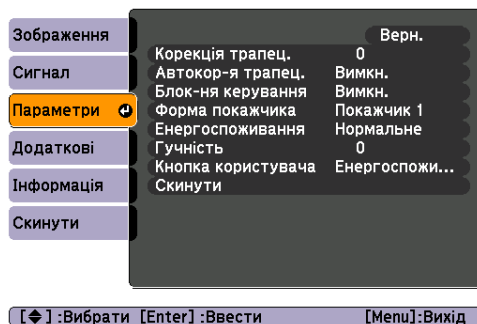 Зображення
Сигнал
Параметри
Додаткові
Інформація
Скинути
Верн.
Корекція трапец. 0
Автокор-я трапец. Вимкн.
Блок-ня керування Вимкн.
Форма покажчика Покажчик 1
Енергоспоживання Нормальне
Гучність 0
Кнопка користувача Енергоспожи...
Скинути
[◆] :Вибрати [Enter] :Ввести [Menu]:Вихід